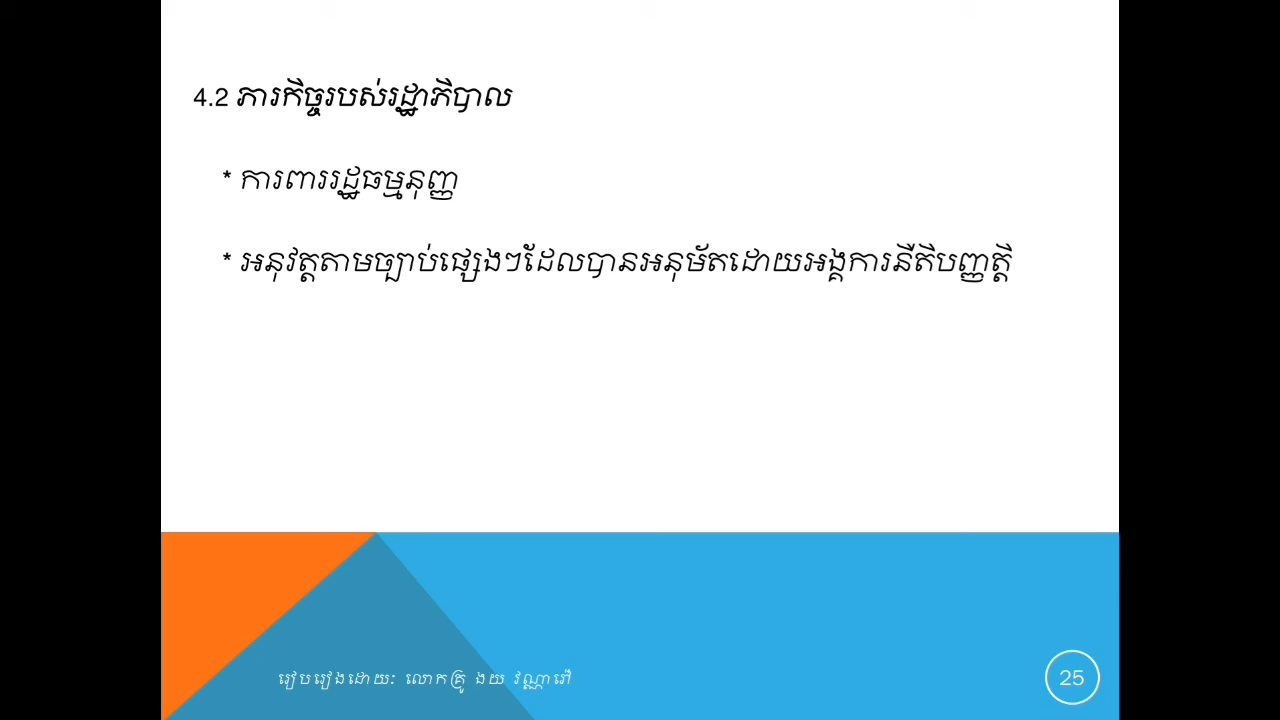 4.2 ភារកិច្ចរបស់រដ្ឋាភិបាល
* ការពាររដ្ឋធម្មនុញ្ញ
* អនុវត្តតាមច្បាប់ផ្សេងៗដែលបានអនុម័តដោយអង្គការនីតិបញ្ញត្តិ
រៀបរៀងដោយ: លោកគ្រូ ងយ វណ្ណារ៉ៅ
25